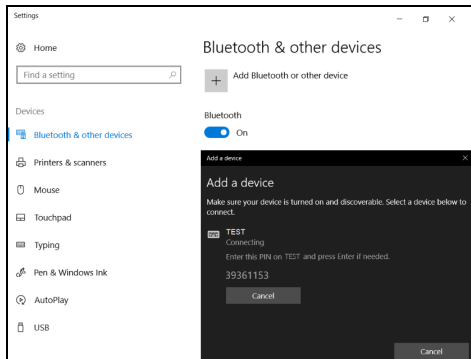 Settings
Home
Find a setting
Devices
Bluetooth & other devices
Printers & scanners
Mouse
Touchpad
Typing
Pen & Windows Ink
AutoPlay
USB
Bluetooth & other devices
Add Bluetooth or other device
Bluetooth
On
Add a device
Add a device
Make sure your device is turned on and discoverable. Select a device below to
connect.
TEST
Connecting
Enter this PIN on TEST and press Enter if needed.
39361153
Cancel
Cancel